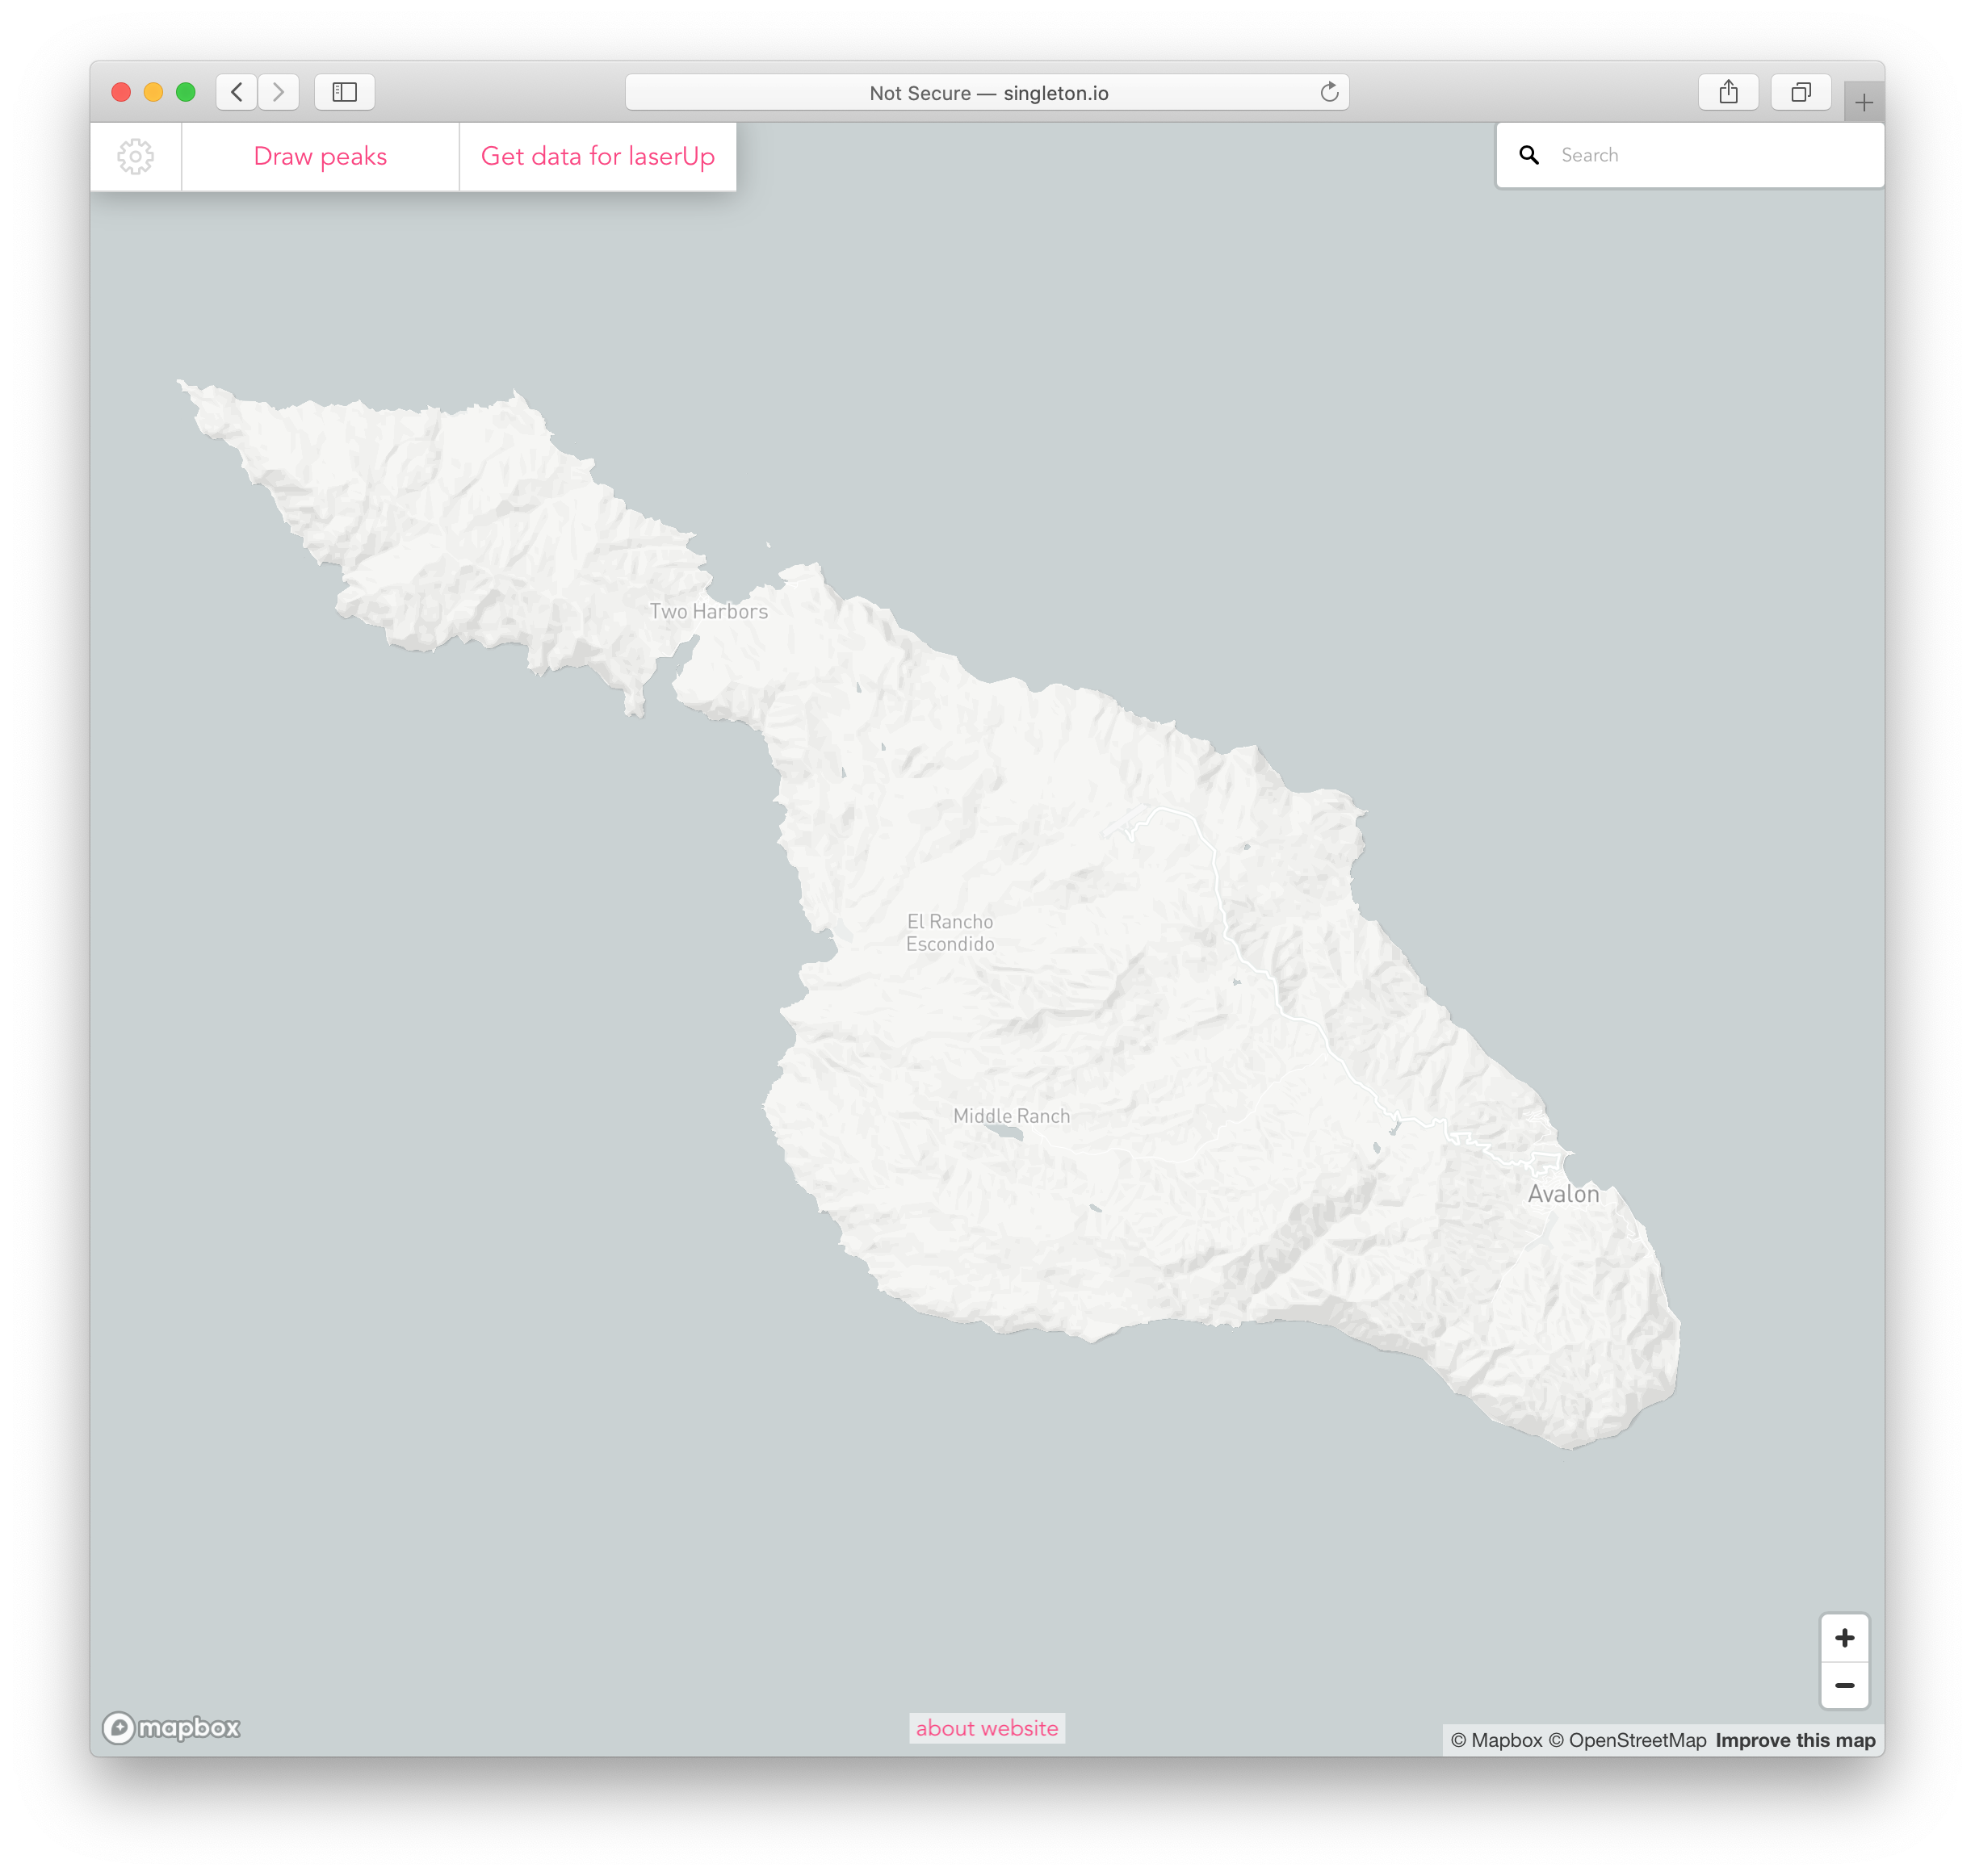 Not Secure — singleton.io
Draw peaks
Get data for laserUp
Search
Two Harbors
El Rancho
Escondido
Middle Ranch
Avalon
mapbox
about website
© Mapbox © OpenStreetMap Improve this map